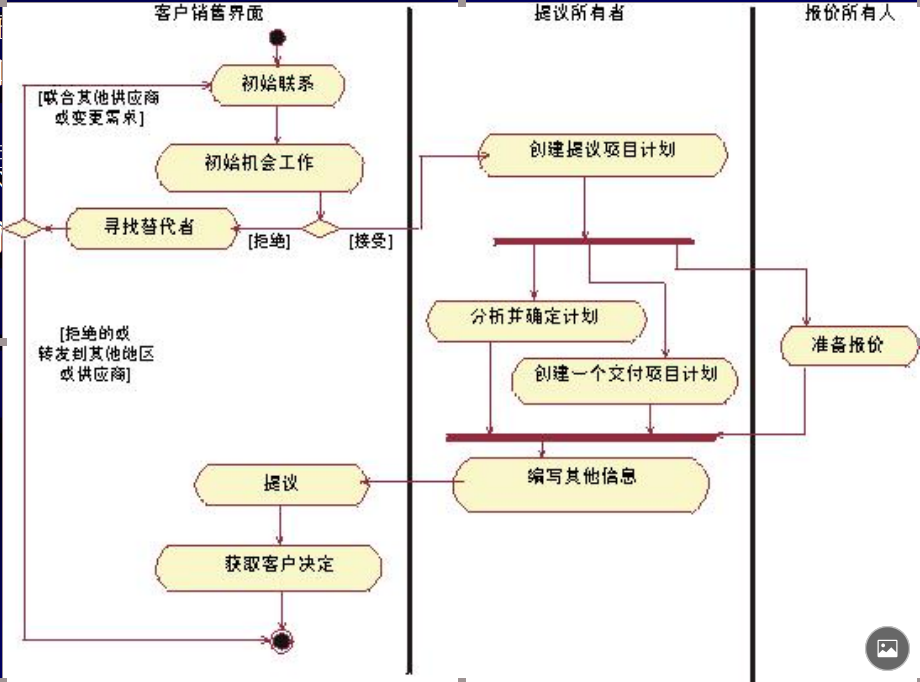 客户销售界面
提议所有者
报价所有人
初始联系
[联合其他供应商
或变更需求]
初始机会工作
创建提议项目计划
寻找替代者
[拒绝]
[接受]
分析并确定计划
[拒绝的或
转发到其他地区
或供应商]
准备报价
创建一个交付项目计划
编写其他信息
提议
获取客户决定